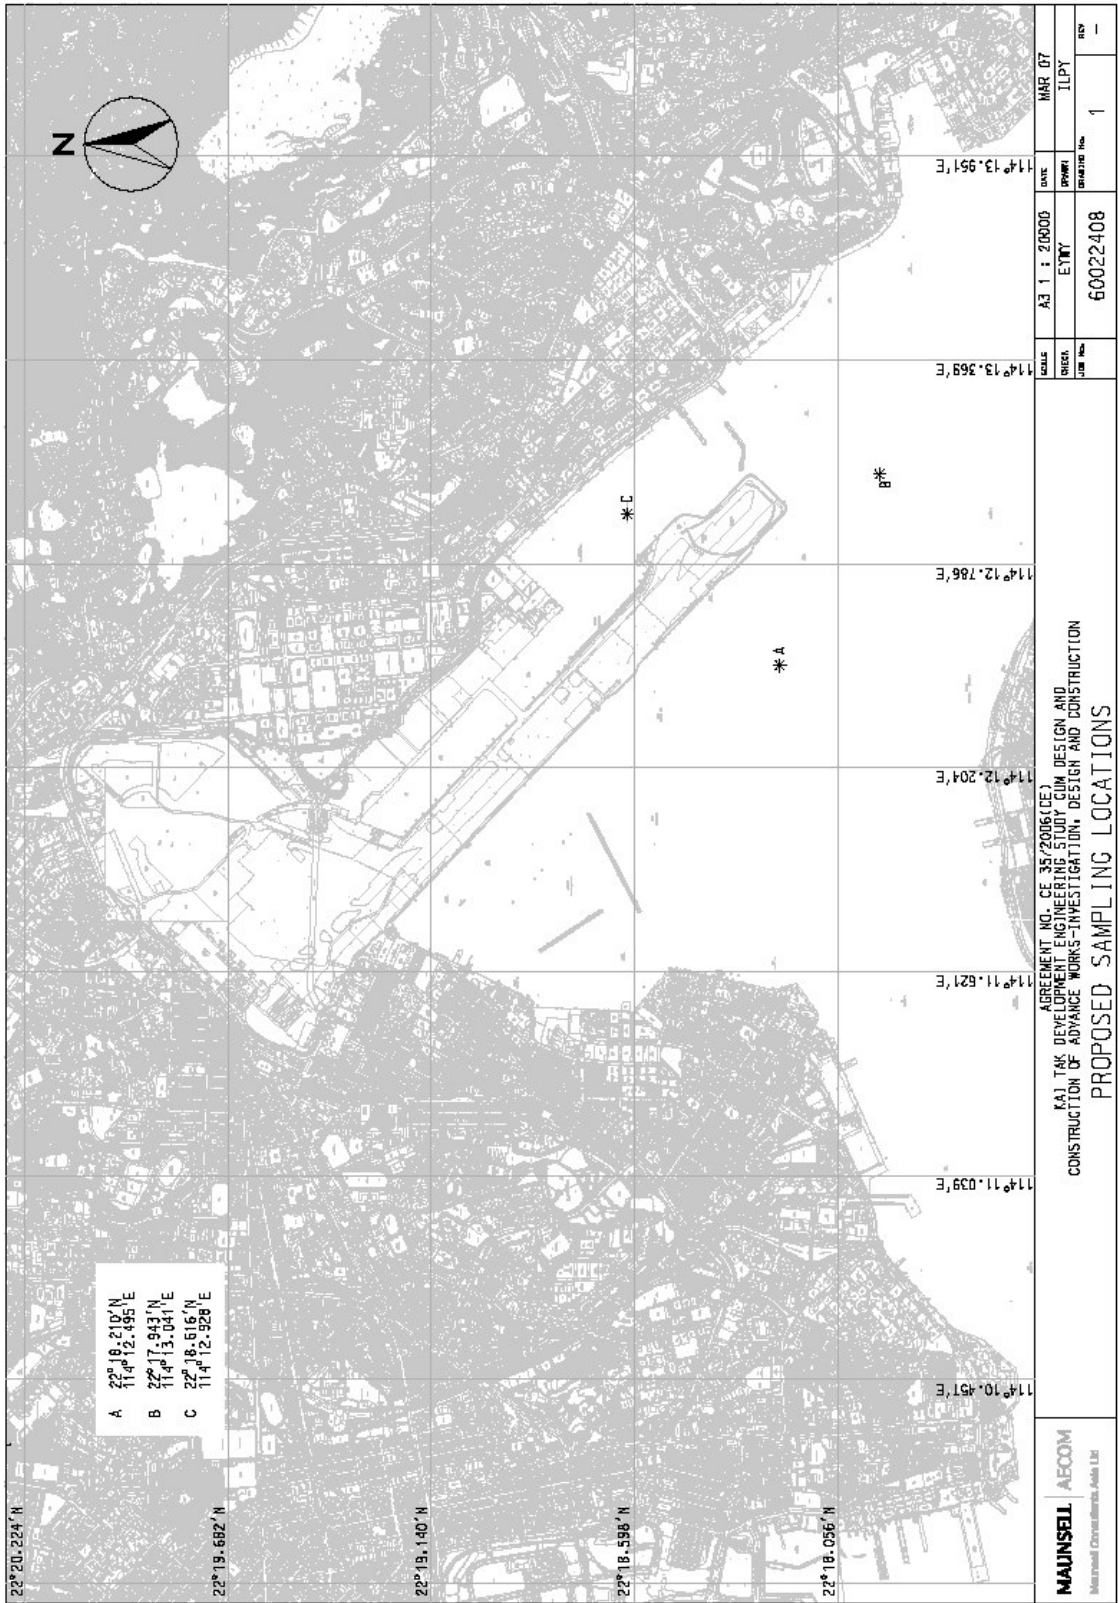 N
A 22°18.210'N
114°12.495'E
B 22°17.943'N
114°13.041'E
C 22°18.616'N
114°12.928'E
22°20.224'N
22°19.682'N
22°19.140'N
22°18.598'N
22°18.056'N
114°10.457'E
114°11.039'E
114°11.621'E
114°12.204'E
114°12.786'E
114°13.369'E
114°13.951'E
A
B
C
MAUNSELL AECOM
Maunsell Consultants Asia Ltd
AGREEMENT NO. CE 35/2006(CE)
KAI TAK DEVELOPMENT ENGINEERING STUDY CUM DESIGN AND
CONSTRUCTION OF ADVANCE WORKS-INVESTIGATION, DESIGN AND CONSTRUCTION
PROPOSED SAMPLING LOCATIONS
SCALE A3 1 : 20000 DATE MAR 07
CHECK DRAWN ILPY
JOB No. 60022408 DRAWING No. 1 REV -